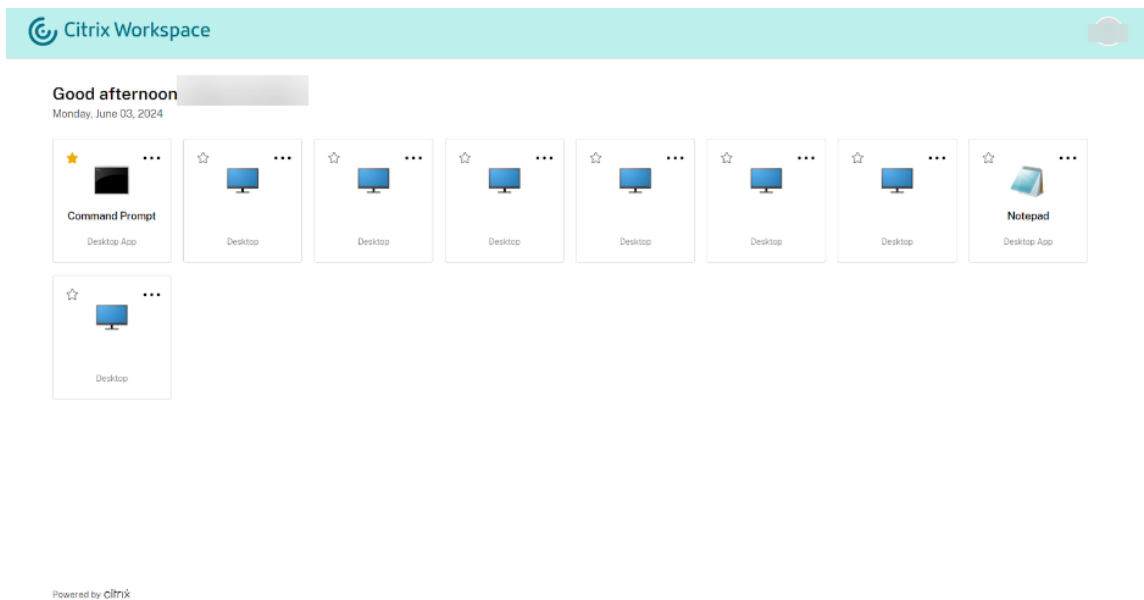 Citrix Workspace
Good afternoon
Monday, June 03, 2024
Command Prompt
Desktop App
Desktop
Desktop
Desktop
Desktop
Desktop
Desktop
Notepad
Desktop App
Desktop
Powered by citrix